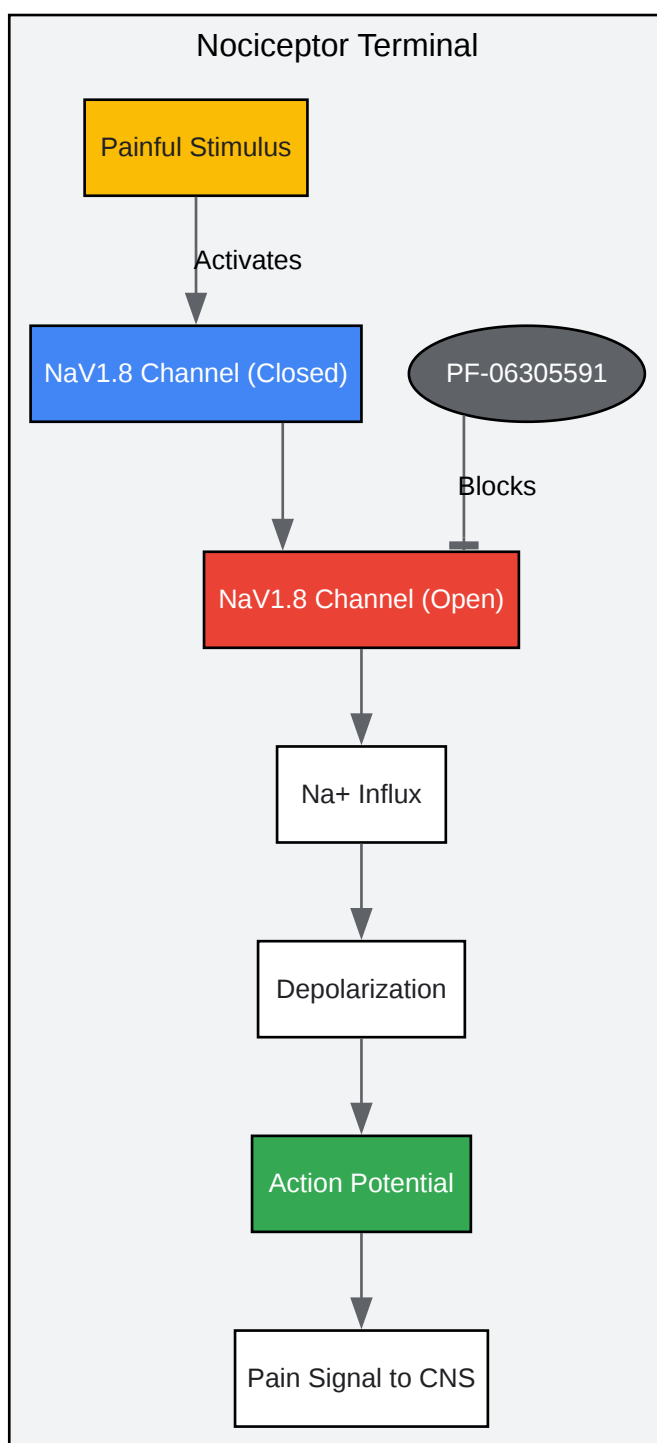 Nociceptor Terminal
Painful Stimulus
Activates
NaV1.8 Channel (Closed)
PF-06305591
Blocks
NaV1.8 Channel (Open)
Na+ Influx
Depolarization
Action Potential
Pain Signal to CNS